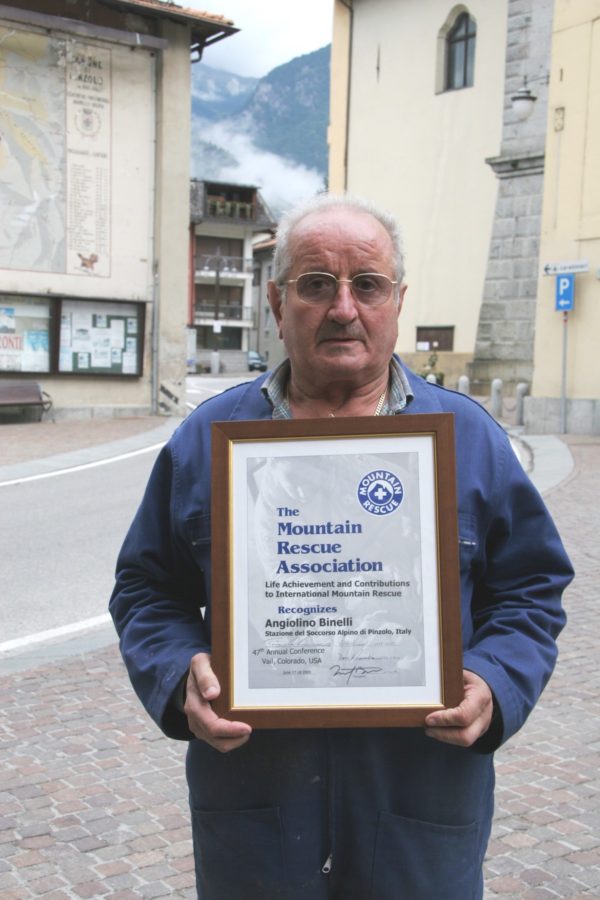 PINZOLO
P
MOUNTAIN
RESCUE
The
Mountain
Rescue
Association
Life Achievement and Contributions
to International Mountain Rescue
Recognizes
Angiolino Binelli
Stazione del Soccorso Alpino di Pinzolo, Italy
47th Annual Conference
Vail, Colorado, USA